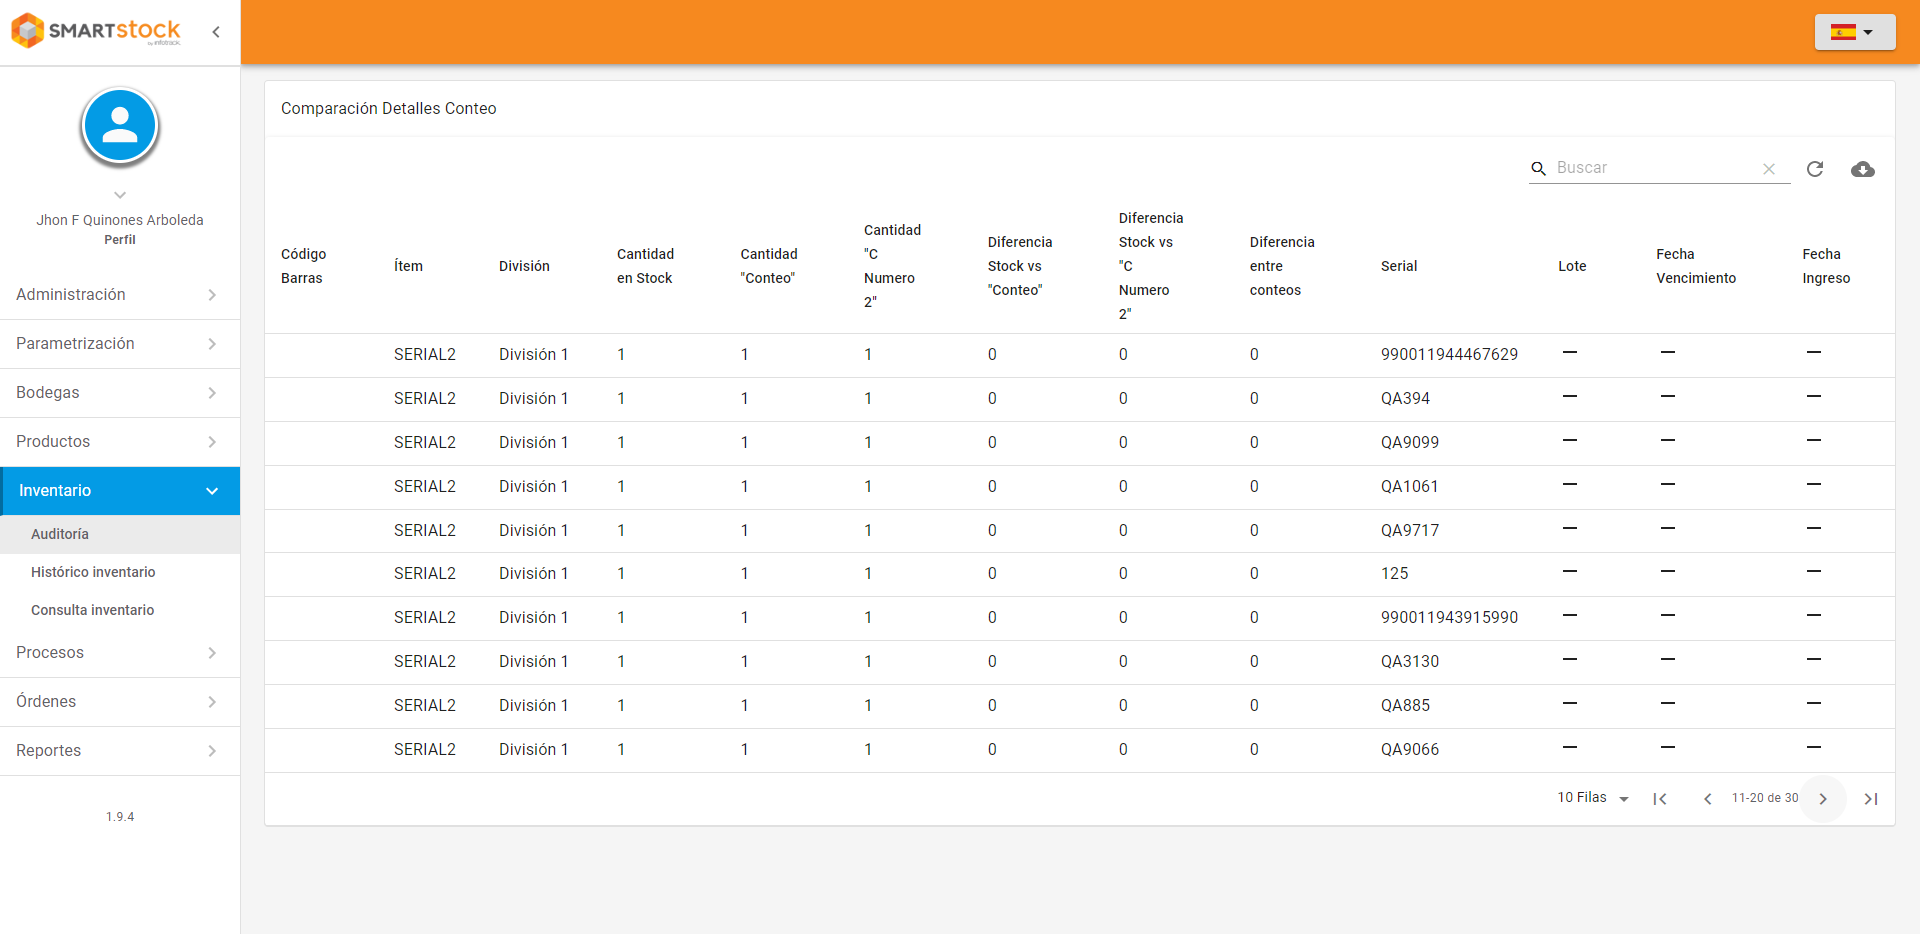 SMARTstock
by infotrack.
Jhon F Quinones Arboleda
Perfil
Administración
Parametrización
Bodegas
Productos
Inventario
Auditoría
Histórico inventario
Consulta inventario
Procesos
Órdenes
Reportes
1.9.4
Comparación Detalles Conteo
Buscar
Código Barras
Ítem
División
Cantidad en Stock
Cantidad "Conteo"
Cantidad "C Numero 2"
Diferencia Stock vs "Conteo"
Diferencia Stock vs "C Numero 2"
Diferencia entre conteos
Serial
Lote
Fecha Vencimiento
Fecha Ingreso
SERIAL2 División 1 1 1 1 0 0 0 990011944467629 — — —
SERIAL2 División 1 1 1 1 0 0 0 QA394 — — —
SERIAL2 División 1 1 1 1 0 0 0 QA9099 — — —
SERIAL2 División 1 1 1 1 0 0 0 QA1061 — — —
SERIAL2 División 1 1 1 1 0 0 0 QA9717 — — —
SERIAL2 División 1 1 1 1 0 0 0 125 — — —
SERIAL2 División 1 1 1 1 0 0 0 990011943915990 — — —
SERIAL2 División 1 1 1 1 0 0 0 QA3130 — — —
SERIAL2 División 1 1 1 1 0 0 0 QA885 — — —
SERIAL2 División 1 1 1 1 0 0 0 QA9066 — — —
10 Filas 11-20 de 30